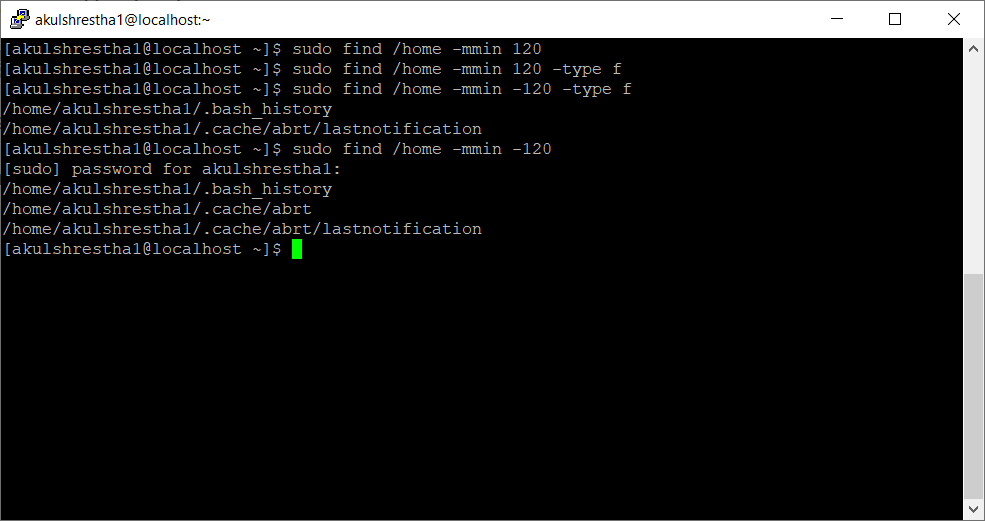 akulshrestha1@localhost:~
[akulshrestha1@localhost ~]$ sudo find /home -mmin 120
[akulshrestha1@localhost ~]$ sudo find /home -mmin 120 -type f
[akulshrestha1@localhost ~]$ sudo find /home -mmin -120 -type f
/home/akulshrestha1/.bash_history
/home/akulshrestha1/.cache/abrt/lastnotification
[akulshrestha1@localhost ~]$ sudo find /home -mmin -120
[sudo] password for akulshrestha1:
/home/akulshrestha1/.bash_history
/home/akulshrestha1/.cache/abrt
/home/akulshrestha1/.cache/abrt/lastnotification
[akulshrestha1@localhost ~]$